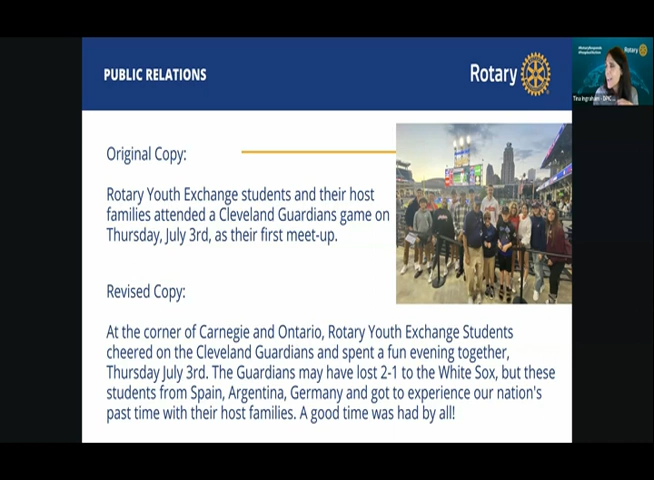 PUBLIC RELATIONS
Rotary
Original Copy:
Rotary Youth Exchange students and their host
families attended a Cleveland Guardians game on
Thursday, July 3rd, as their first meet-up.
Revised Copy:
At the corner of Carnegie and Ontario, Rotary Youth Exchange Students
cheered on the Cleveland Guardians and spent a fun evening together,
Thursday July 3rd. The Guardians may have lost 2-1 to the White Sox, but these
students from Spain, Argentina, Germany and got to experience our nation's
past time with their host families. A good time was had by all!
Rotary
Tina Ingraham - DPC...